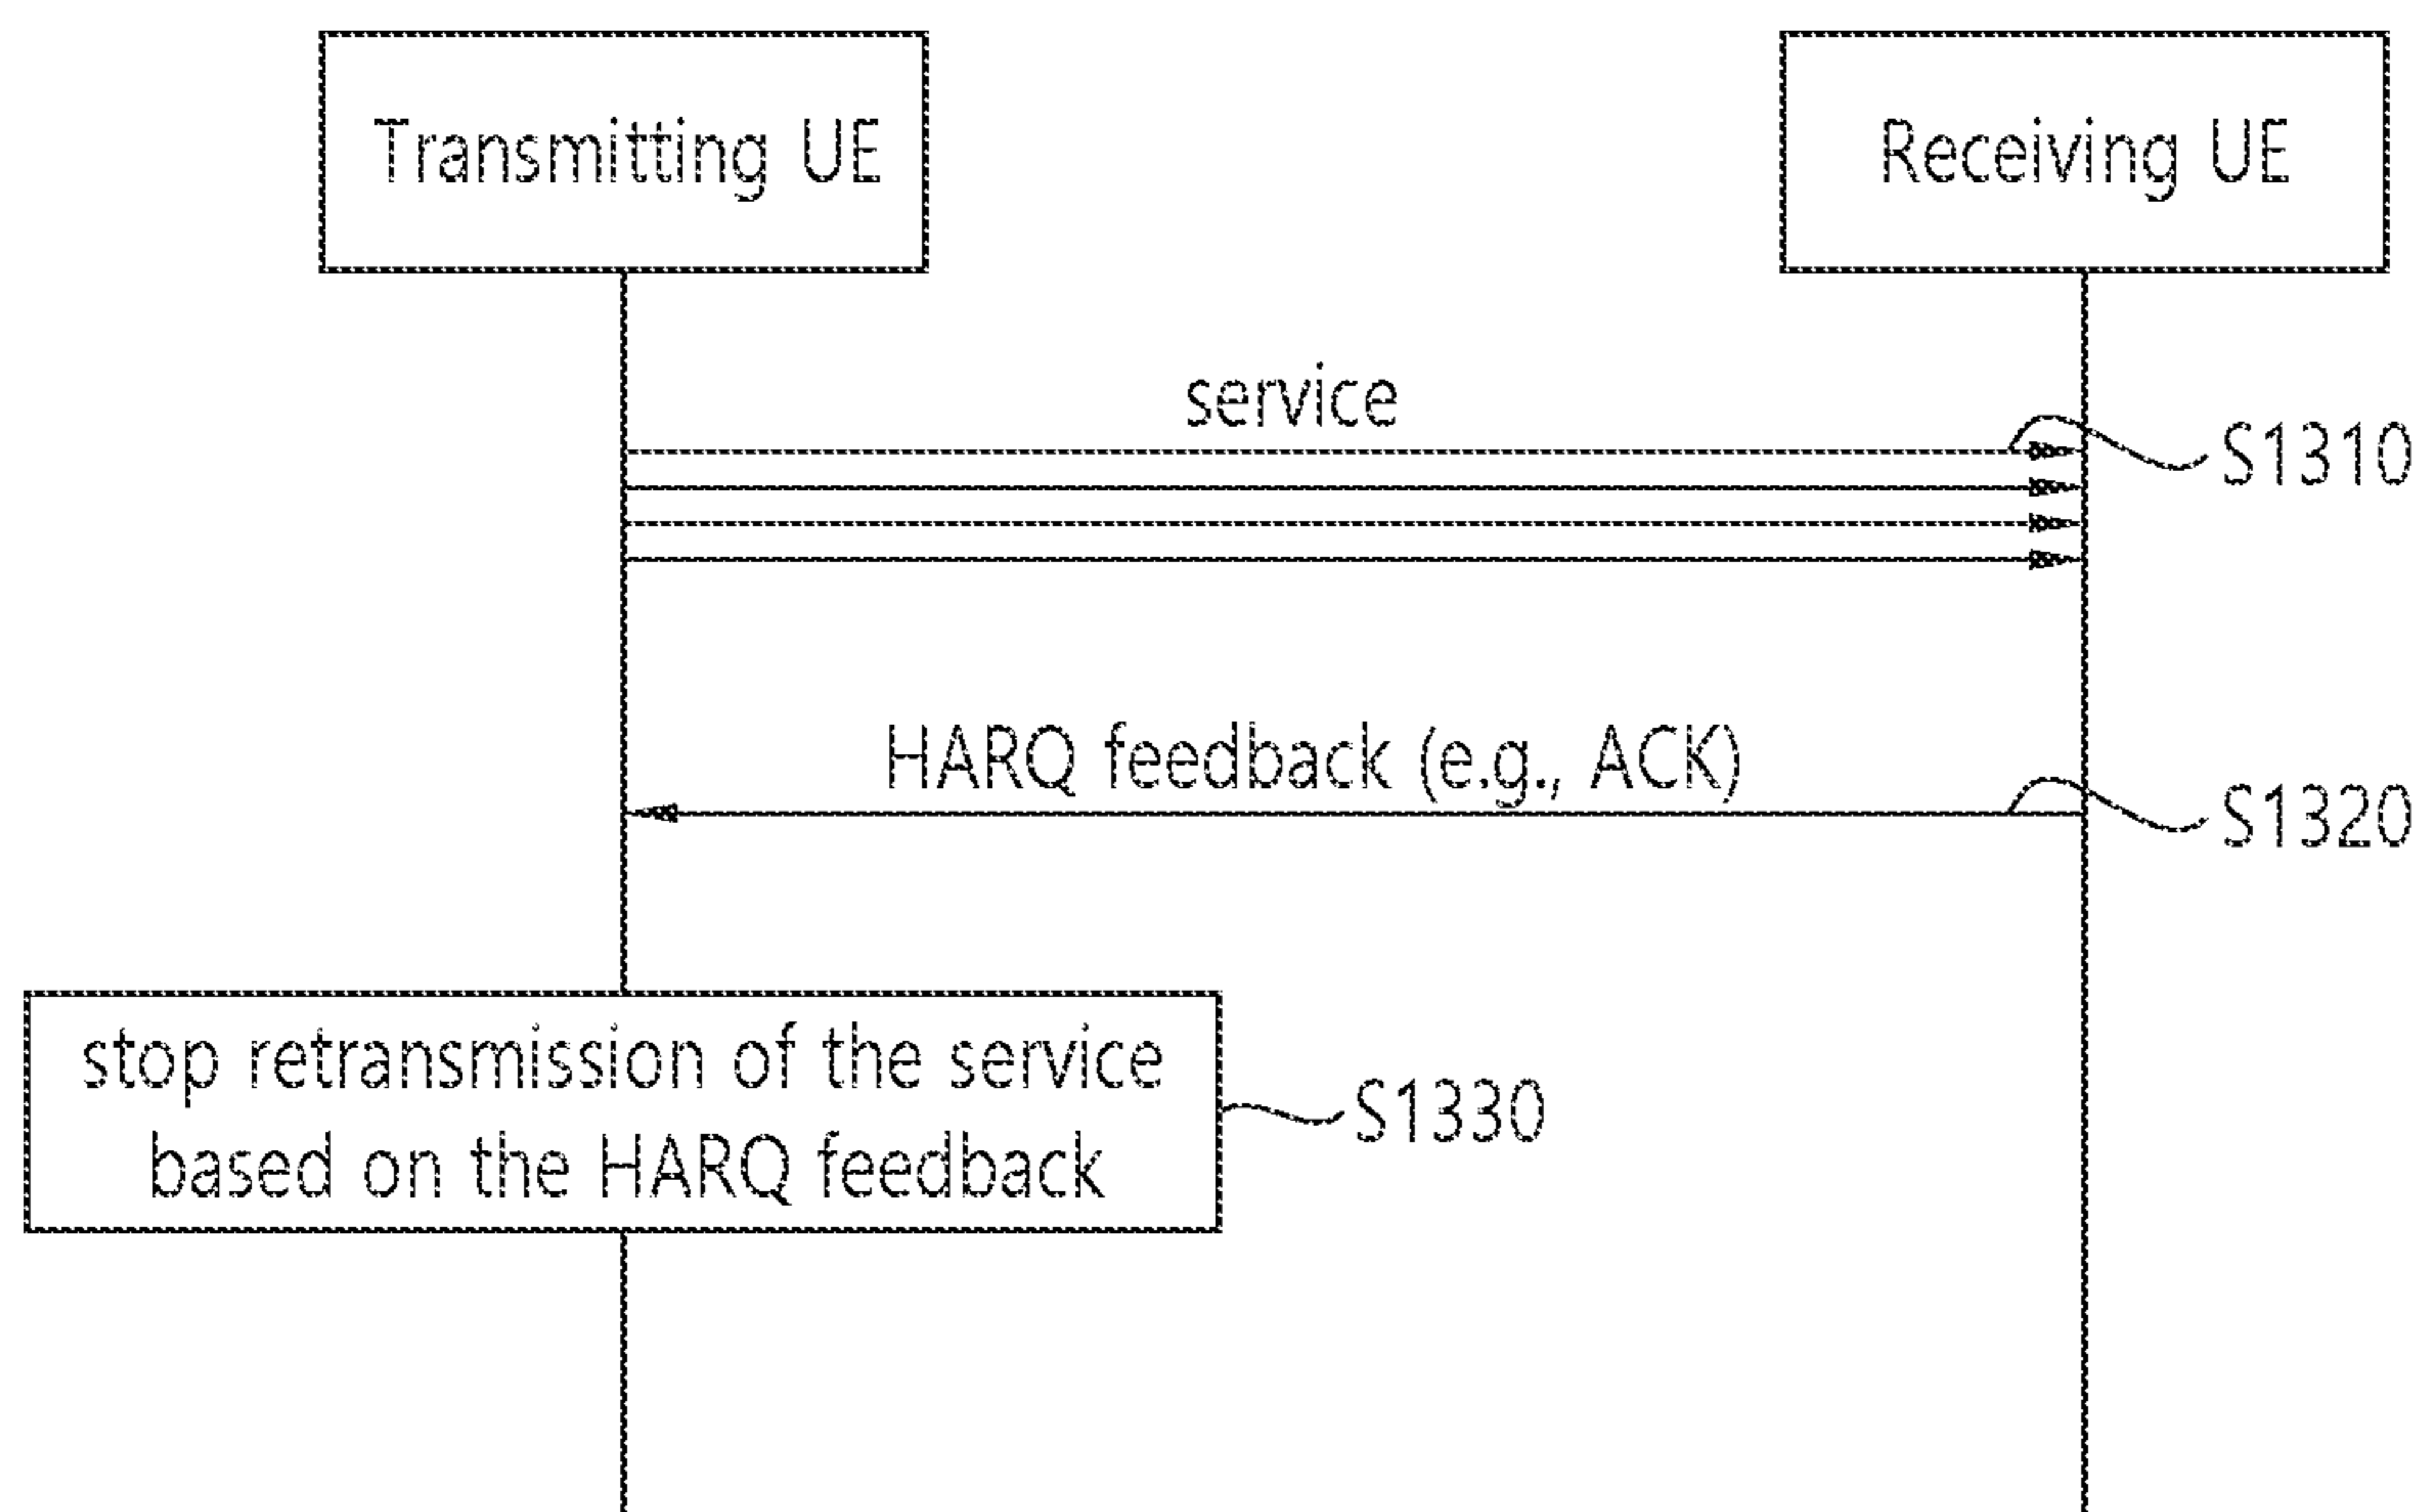 Transmitting UE
Receiving UE
service
S1310
HARQ feedback (e.g., ACK)
S1320
stop retransmission of the service
based on the HARQ feedback
S1330